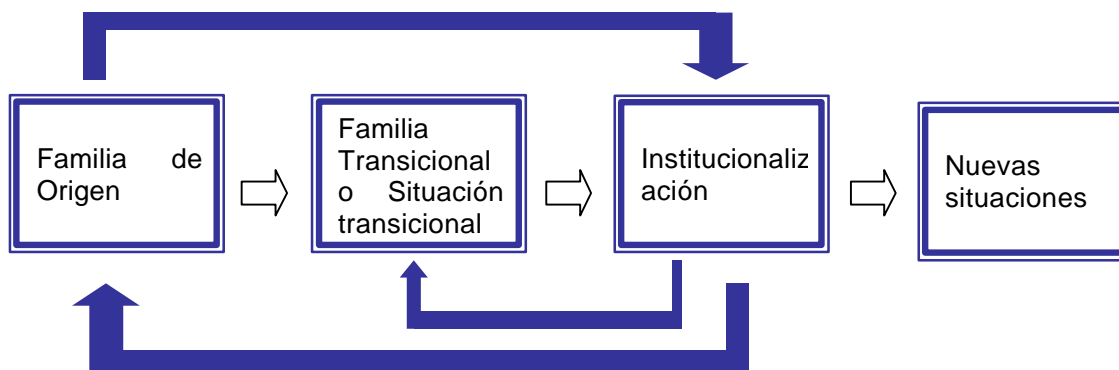 Familia de
Origen
Familia
Transicional
o Situación
transicional
Institucionaliz
ación
Nuevas
situaciones